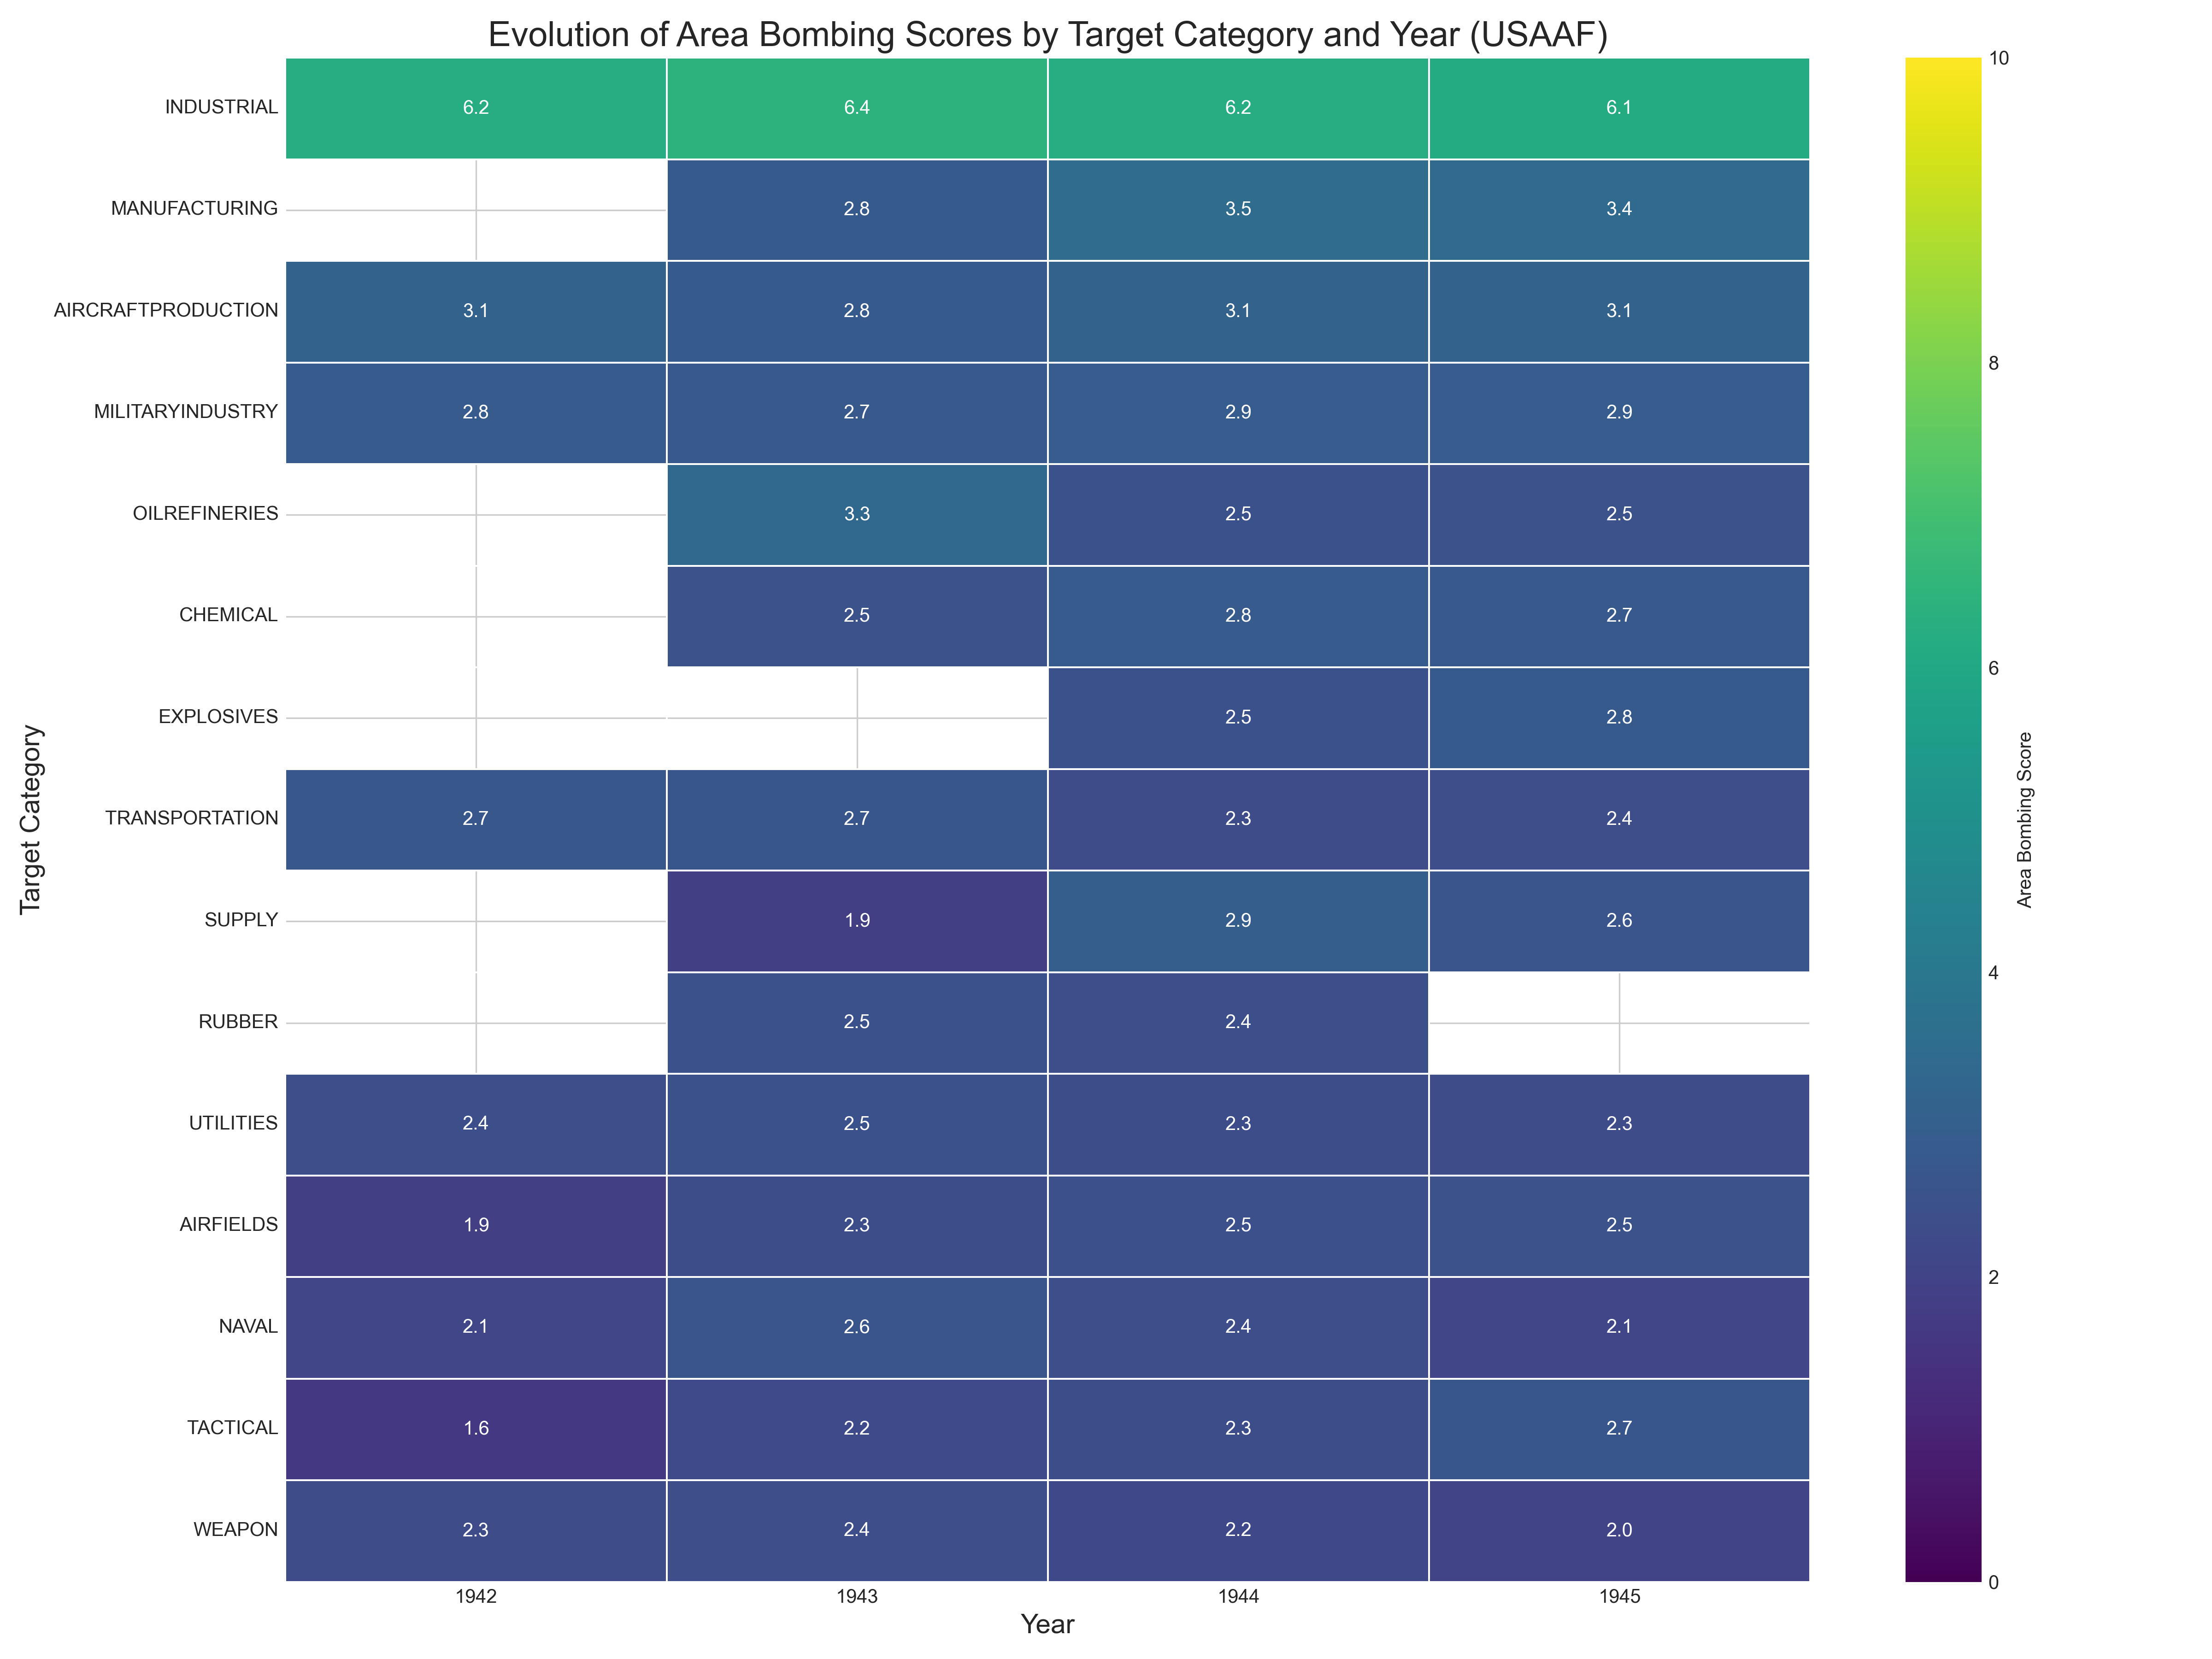 Evolution of Area Bombing Scores by Target Category and Year (USAAF)
INDUSTRIAL 6.2 6.4 6.2 6.1
MANUFACTURING 2.8 3.5 3.4
AIRCRAFTPRODUCTION 3.1 2.8 3.1 3.1
MILITARYINDUSTRY 2.8 2.7 2.9 2.9
OILREFINERIES 3.3 2.5 2.5
CHEMICAL 2.5 2.8 2.7
EXPLOSIVES 2.5 2.8
TRANSPORTATION 2.7 2.7 2.3 2.4
SUPPLY 1.9 2.9 2.6
RUBBER 2.5 2.4
UTILITIES 2.4 2.5 2.3 2.3
AIRFIELDS 1.9 2.3 2.5 2.5
NAVAL 2.1 2.6 2.4 2.1
TACTICAL 1.6 2.2 2.3 2.7
WEAPON 2.3 2.4 2.2 2.0
1942 1943 1944 1945
Year
Target Category
10
8
6
4
2
0
Area Bombing Score